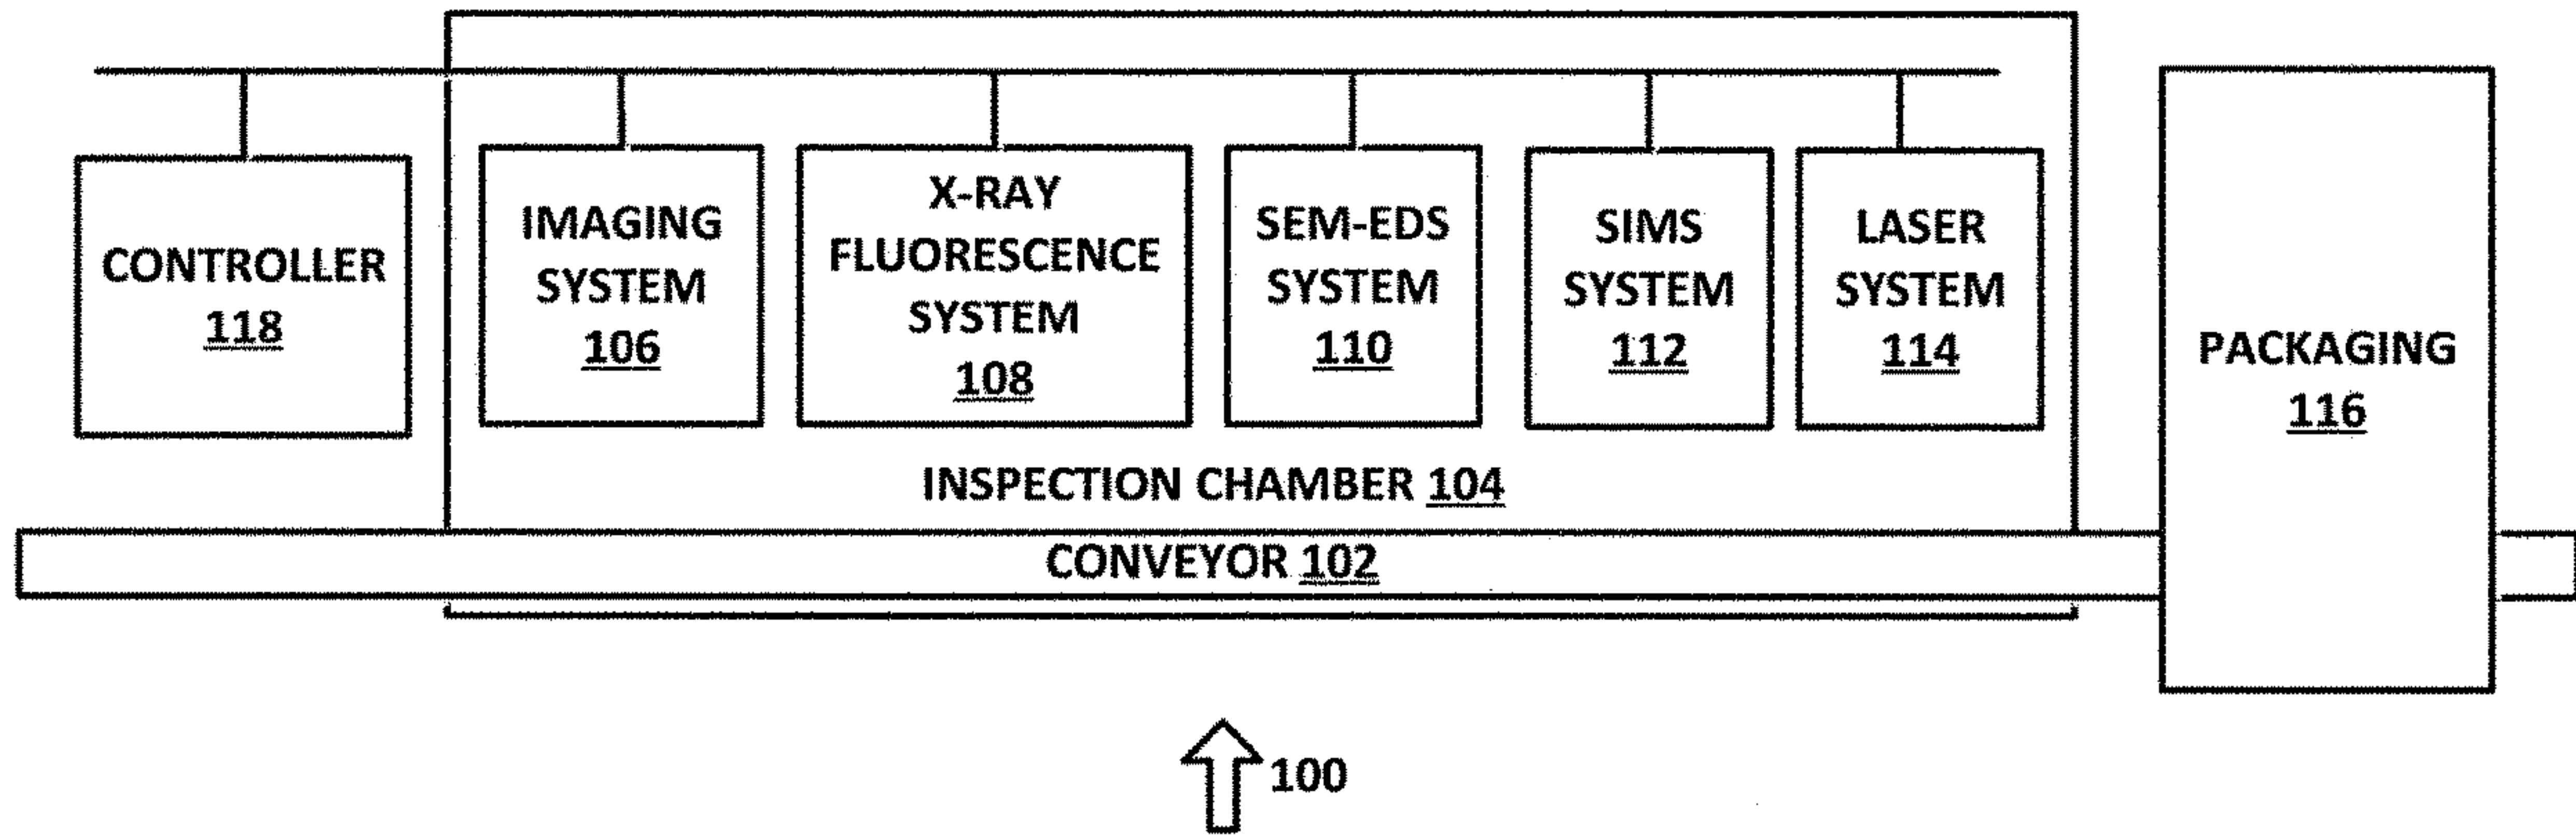 CONTROLLER
118
IMAGING
SYSTEM
106
X-RAY
FLUORESCENCE
SYSTEM
108
SEM-EDS
SYSTEM
110
SIMS
SYSTEM
112
LASER
SYSTEM
114
PACKAGING
116
INSPECTION CHAMBER 104
CONVEYOR 102
100